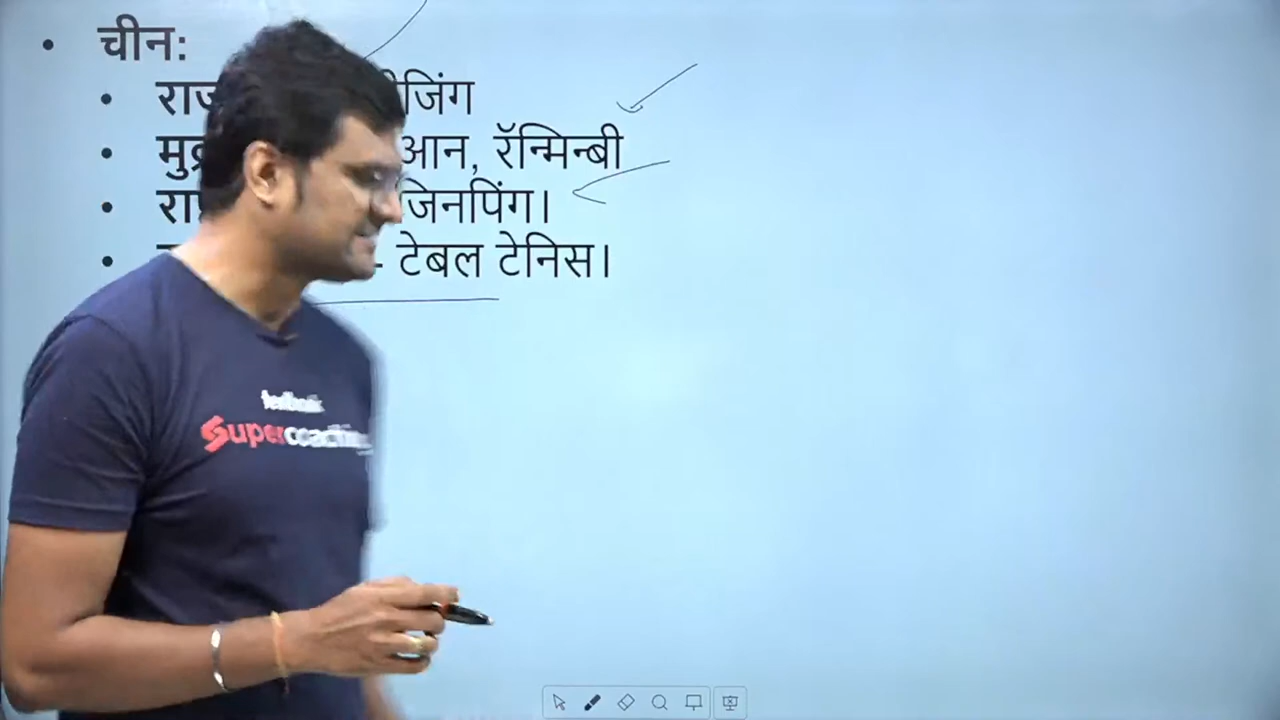 चीन:
जिंग
आन, रॅन्मिन्बी
जिनपिंग।
- टेबल टेनिस।
testbook
Supercoaching